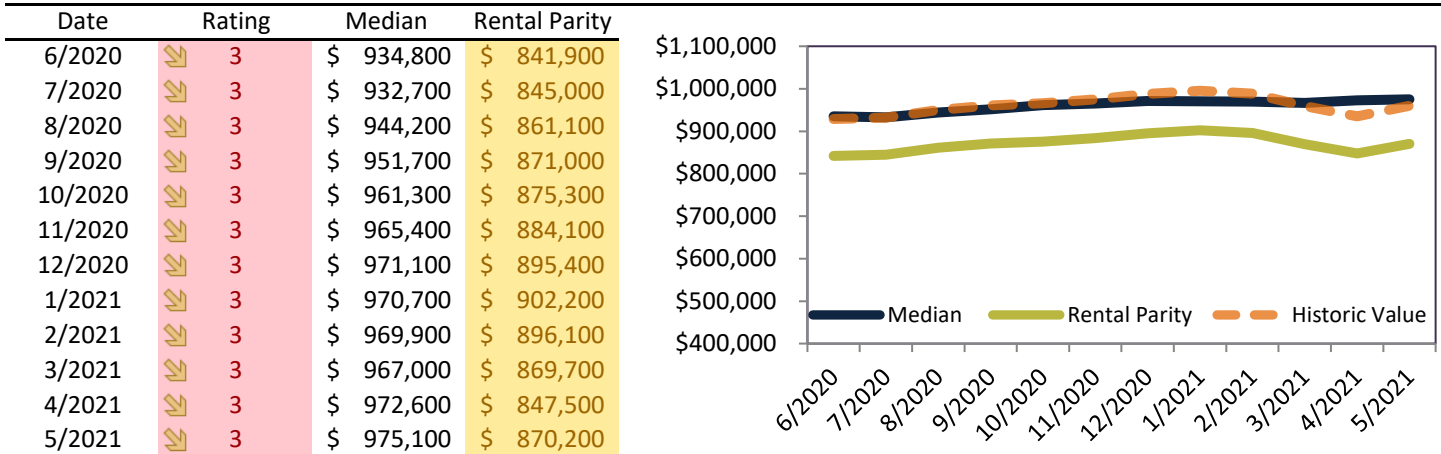 Date Rating Median Rental Parity
6/2020 3 $ 934,800 $ 841,900
7/2020 3 $ 932,700 $ 845,000
8/2020 3 $ 944,200 $ 861,100
9/2020 3 $ 951,700 $ 871,000
10/2020 3 $ 961,300 $ 875,300
11/2020 3 $ 965,400 $ 884,100
12/2020 3 $ 971,100 $ 895,400
1/2021 3 $ 970,700 $ 902,200
2/2021 3 $ 969,900 $ 896,100
3/2021 3 $ 967,000 $ 869,700
4/2021 3 $ 972,600 $ 847,500
5/2021 3 $ 975,100 $ 870,200
$1,100,000
$1,000,000
$900,000
$800,000
$700,000
$600,000
$500,000
$400,000
Median Rental Parity Historic Value
6/2020 7/2020 8/2020 9/2020 10/2020 11/2020 12/2020 1/2021 2/2021 3/2021 4/2021 5/2021